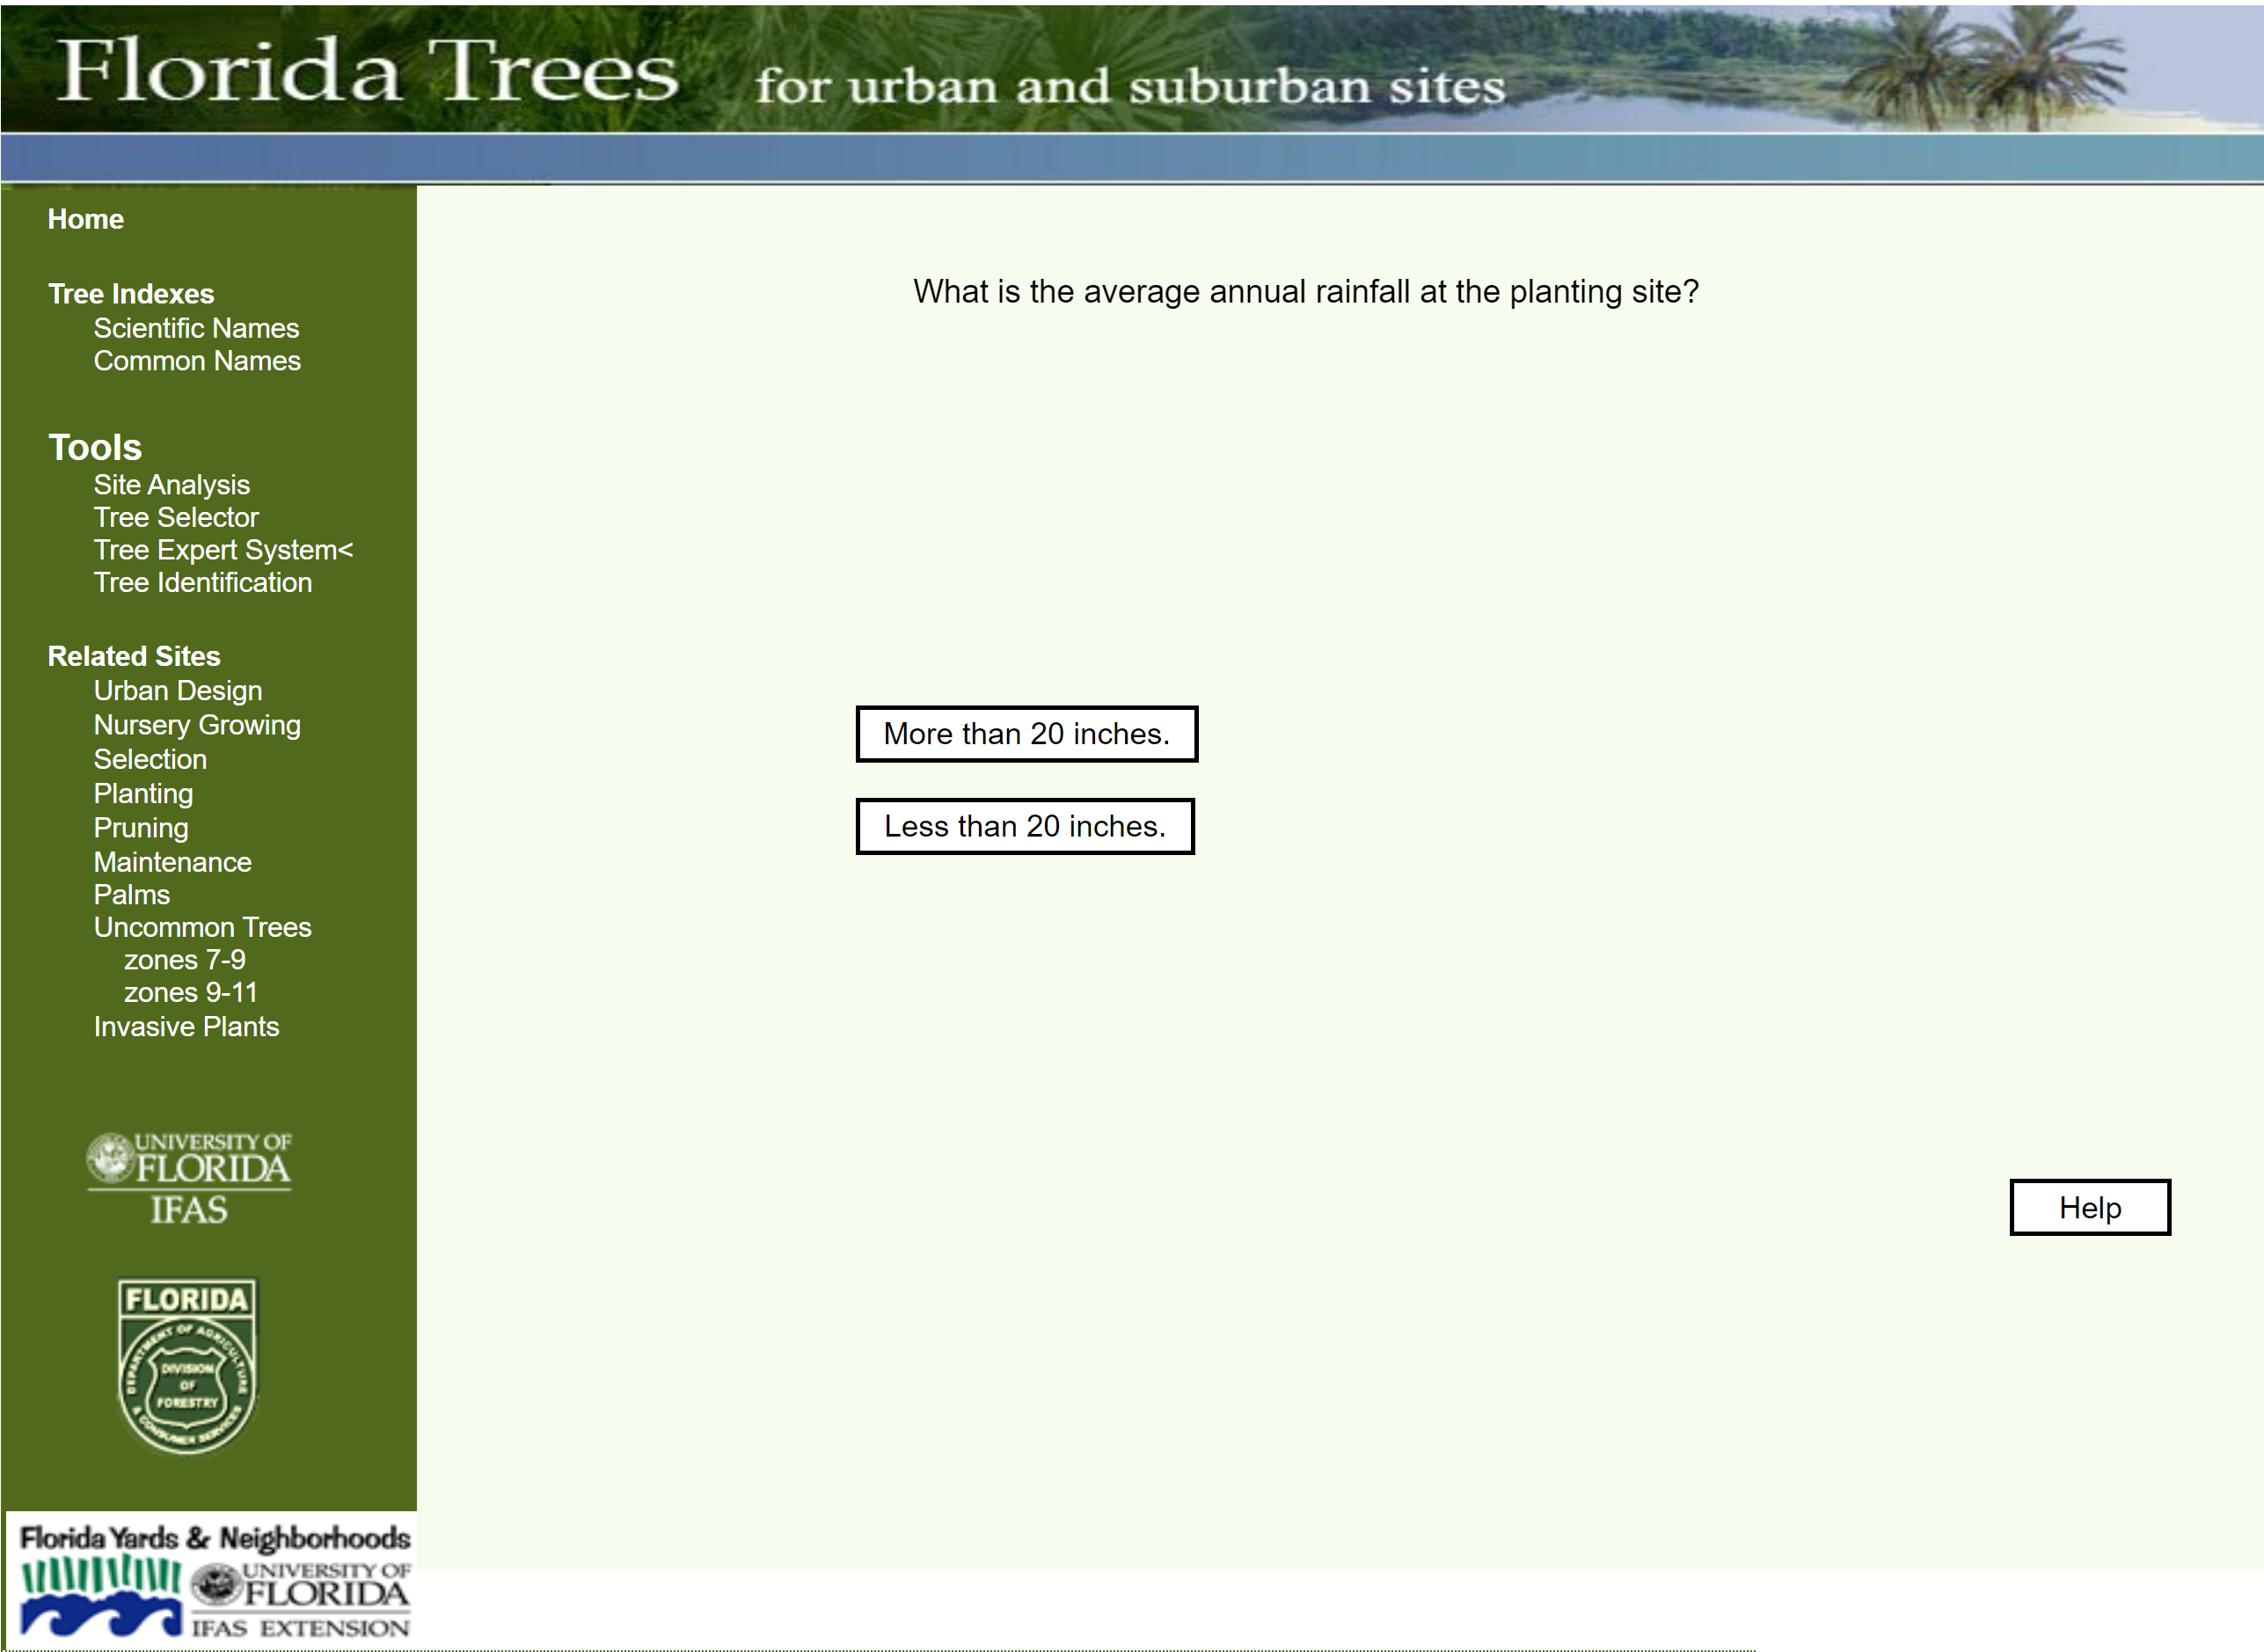 Florida Trees for urban and suburban sites
Home
Tree Indexes
Scientific Names
Common Names
Tools
Site Analysis
Tree Selector
Tree Expert System<
Tree Identification
Related Sites
Urban Design
Nursery Growing
Selection
Planting
Pruning
Maintenance
Palms
Uncommon Trees
zones 7-9
zones 9-11
Invasive Plants
UNIVERSITY OF
FLORIDA
IFAS
FLORIDA
DEPARTMENT OF AGRICULTURE
& CONSUMER SERVICES
DIVISION
OF
FORESTRY
Florida Yards & Neighborhoods
UNIVERSITY OF
FLORIDA
IFAS EXTENSION
What is the average annual rainfall at the planting site?
More than 20 inches.
Less than 20 inches.
Help